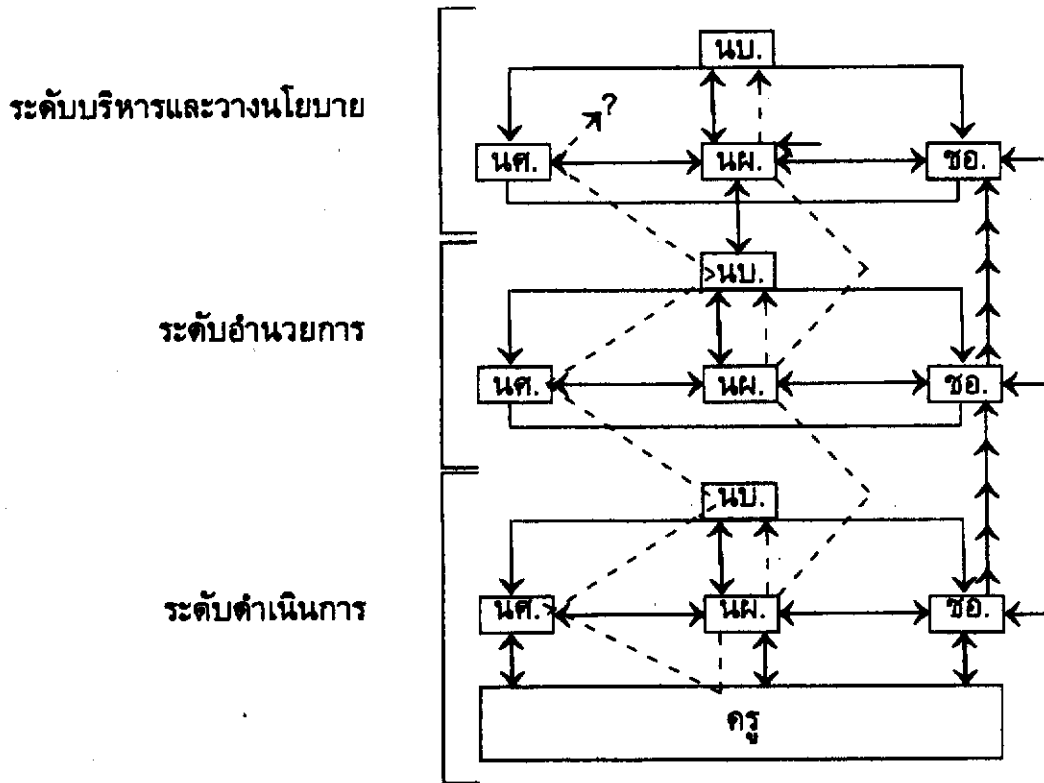 นบ.
ระดับบริหารและวางนโยบาย
?
นศ. นผ. ชอ.
นบ.
ระดับอำนวยการ
นศ. นผ. ชอ.
นบ.
ระดับดำเนินการ
นศ. นผ. ชอ.
ครู